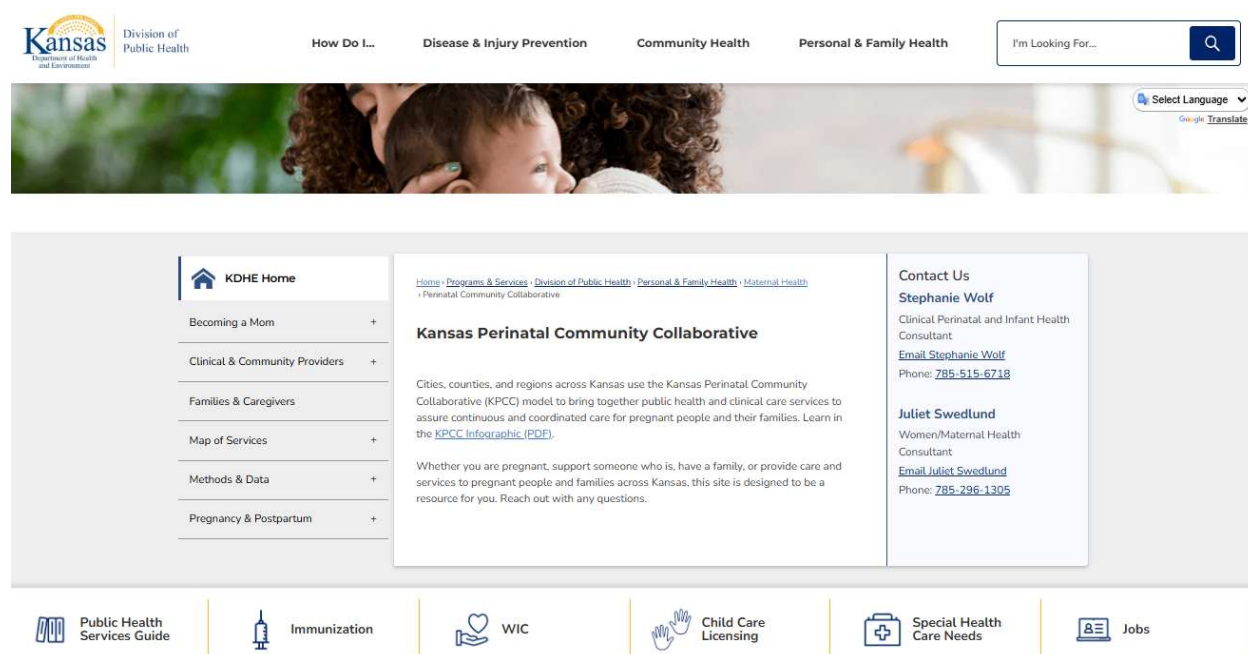 Kansas
Department of Health
and Environment
Division of
Public Health
How Do I...
Disease & Injury Prevention
Community Health
Personal & Family Health
I'm Looking For...
Select Language
Google Translate
KDHE Home
Becoming a Mom +
Clinical & Community Providers +
Families & Caregivers
Map of Services +
Methods & Data +
Pregnancy & Postpartum +
Home › Programs & Services › Division of Public Health › Personal & Family Health › Maternal Health
› Perinatal Community Collaborative
Kansas Perinatal Community Collaborative
Cities, counties, and regions across Kansas use the Kansas Perinatal Community
Collaborative (KPCC) model to bring together public health and clinical care services to
assure continuous and coordinated care for pregnant people and their families. Learn in
the KPCC Infographic (PDF).
Whether you are pregnant, support someone who is, have a family, or provide care and
services to pregnant people and families across Kansas, this site is designed to be a
resource for you. Reach out with any questions.
Contact Us
Stephanie Wolf
Clinical Perinatal and Infant Health
Consultant
Email Stephanie Wolf
Phone: 785-515-6718
Juliet Swedlund
Women/Maternal Health
Consultant
Email Juliet Swedlund
Phone: 785-296-1305
Public Health
Services Guide
Immunization
WIC
Child Care
Licensing
Special Health
Care Needs
Jobs